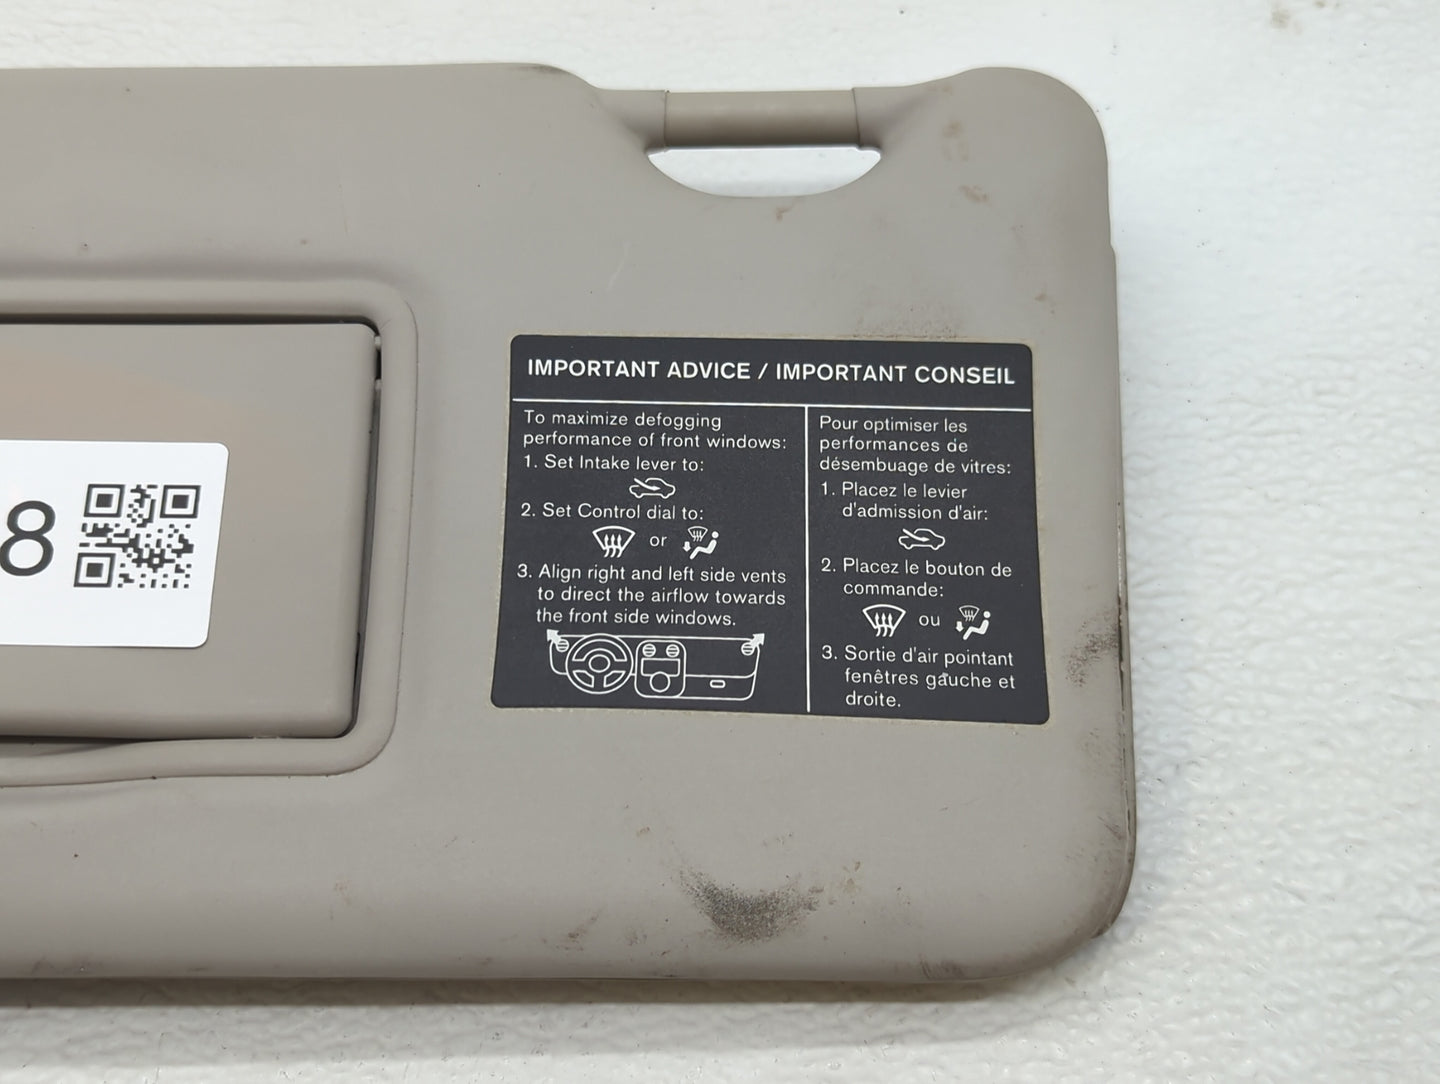 8
IMPORTANT ADVICE / IMPORTANT CONSEIL
To maximize defogging
performance of front windows:
1. Set Intake lever to:
2. Set Control dial to:
or
3. Align right and left side vents
to direct the airflow towards
the front side windows.
Pour optimiser les
performances de
désembuage de vitres:
1. Placez le levier
d'admission d'air:
2. Placez le bouton de
commande:
ou
3. Sortie d'air pointant
fenêtres gauche et
droite.